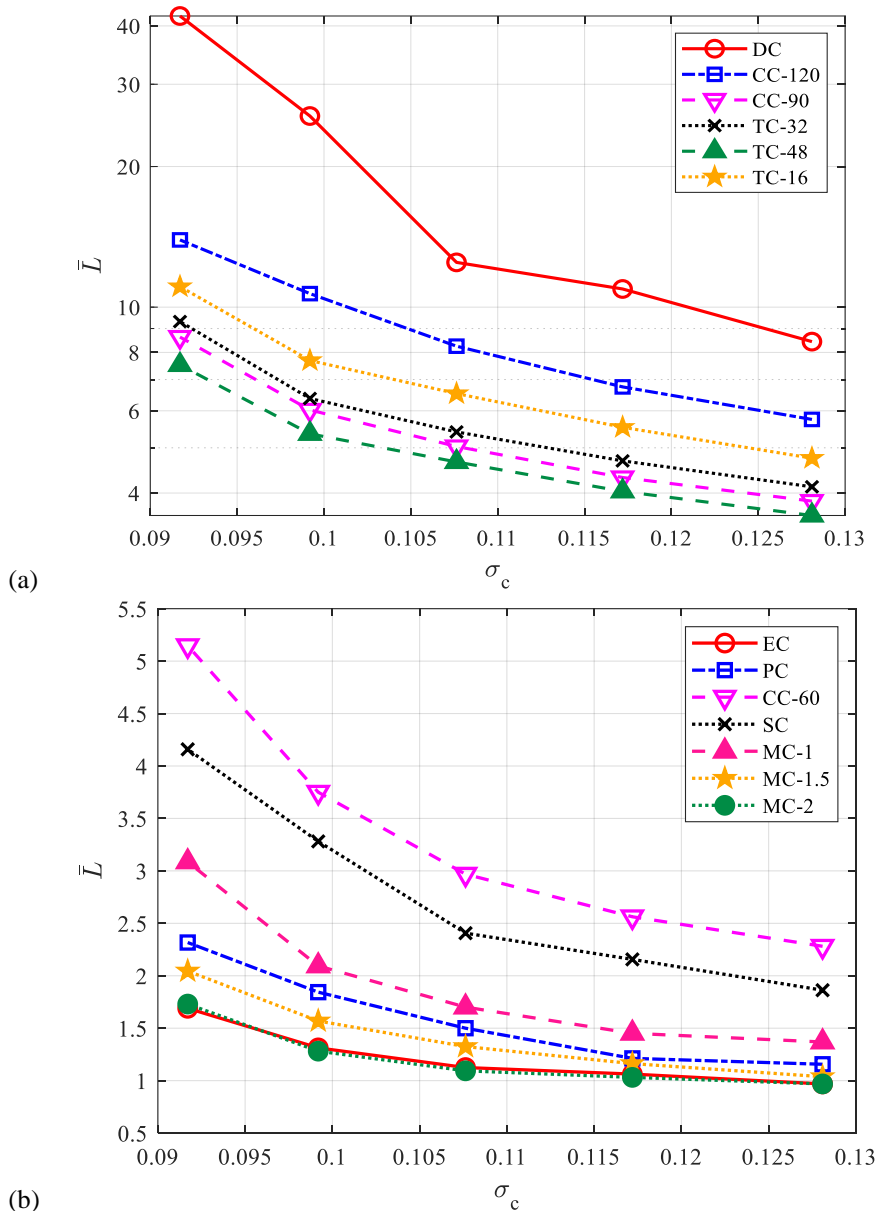 40
30
20
10
8
6
4
L̄
0.09 0.095 0.1 0.105 0.11 0.115 0.12 0.125 0.13
σc
DC
CC-120
CC-90
TC-32
TC-48
TC-16
(a)
5.5
5
4.5
4
3.5
3
2.5
2
1.5
1
0.5
L̄
0.09 0.095 0.1 0.105 0.11 0.115 0.12 0.125 0.13
σc
EC
PC
CC-60
SC
MC-1
MC-1.5
MC-2
(b)